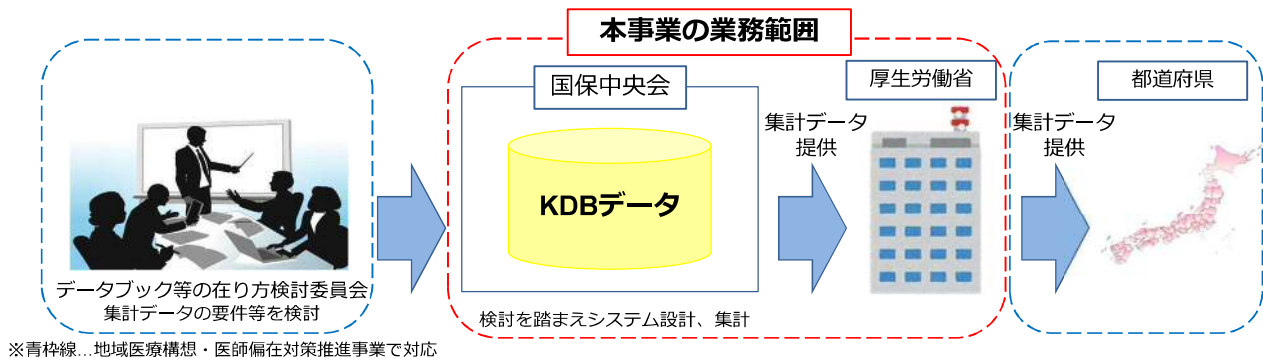 本事業の業務範囲
国保中央会
厚生労働省
都道府県
集計データ
提供
集計データ
提供
KDBデータ
データブック等の在り方検討委員会
集計データの要件等を検討
検討を踏まえシステム設計、集計
※青枠線…地域医療構想・医師偏在対策推進事業で対応